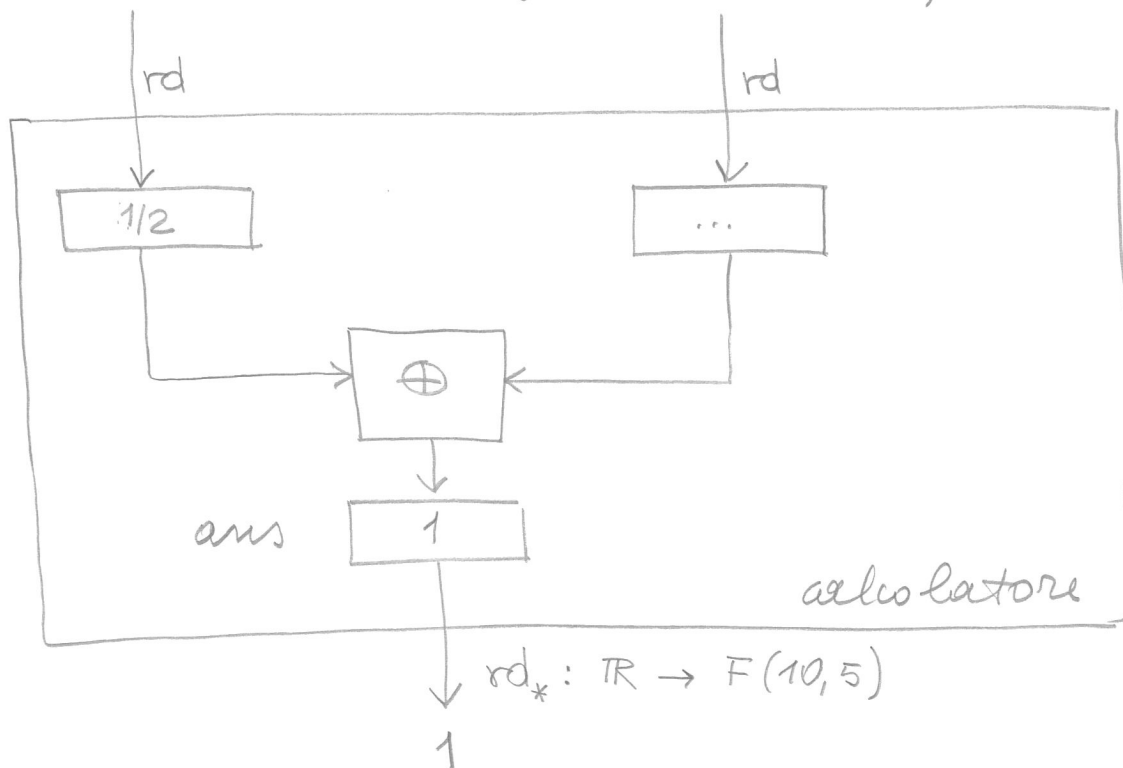 rd rd
1/2 ...
⊕
ans 1
calcolatore
rd* : ℝ → F(10,5)
1